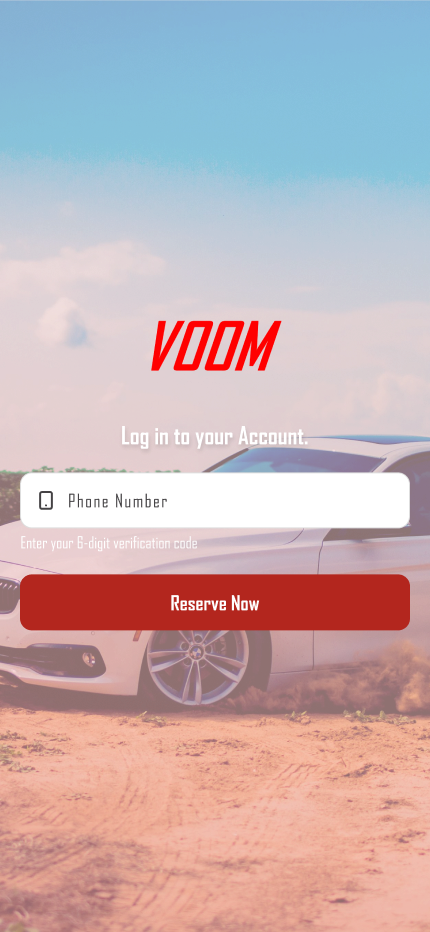 VOOM
Log in to your Account.
Phone Number
Enter your 6-digit verification code
Reserve Now